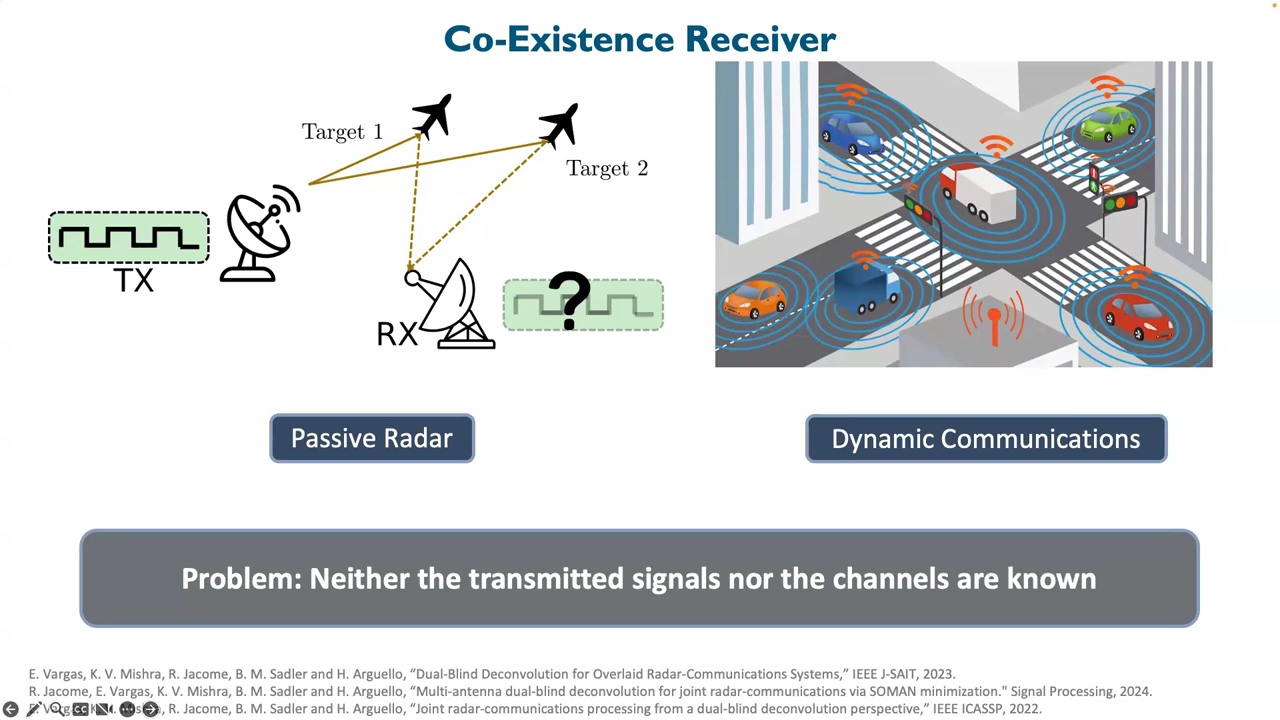 Co-Existence Receiver
Target 1
Target 2
TX
RX
?
Passive Radar
Dynamic Communications
Problem: Neither the transmitted signals nor the channels are known
E. Vargas, K. V. Mishra, R. Jacome, B. M. Sadler and H. Arguello, “Dual-Blind Deconvolution for Overlaid Radar-Communications Systems,” IEEE J-SAIT, 2023.
R. Jacome, E. Vargas, K. V. Mishra, B. M. Sadler and H. Arguello, “Multi-antenna dual-blind deconvolution for joint radar-communications via SOMAN minimization." Signal Processing, 2024.
R. Jacome, B. M. Sadler and H. Arguello, “Joint radar-communications processing from a dual-blind deconvolution perspective,” IEEE ICASSP, 2022.